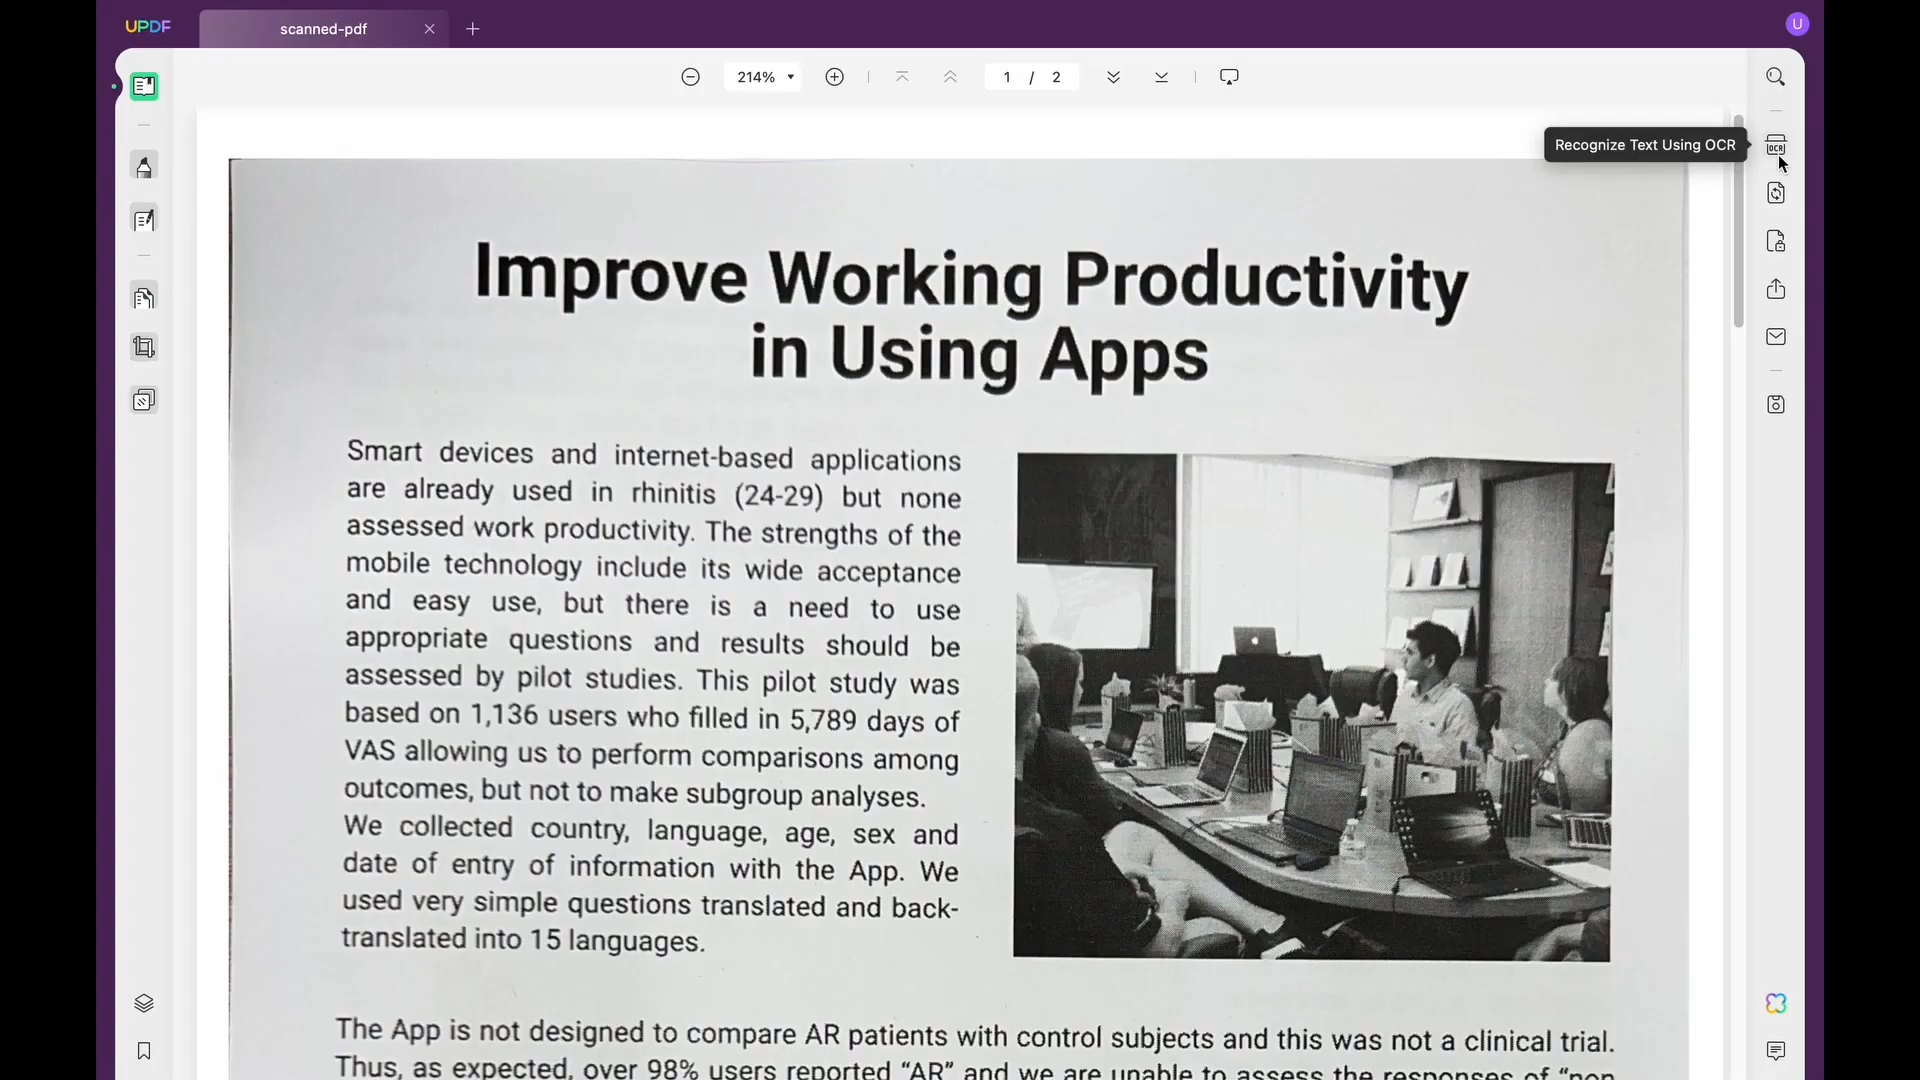 UPDF
scanned-pdf
U
214%
1 / 2
Recognize Text Using OCR
OCR
Improve Working Productivity
in Using Apps
Smart devices and internet-based applications
are already used in rhinitis (24-29) but none
assessed work productivity. The strengths of the
mobile technology include its wide acceptance
and easy use, but there is a need to use
appropriate questions and results should be
assessed by pilot studies. This pilot study was
based on 1,136 users who filled in 5,789 days of
VAS allowing us to perform comparisons among
outcomes, but not to make subgroup analyses.
We collected country, language, age, sex and
date of entry of information with the App. We
used very simple questions translated and back-
translated into 15 languages.
The App is not designed to compare AR patients with control subjects and this was not a clinical trial.
Thus, as expected, over 98% users reported “AR” and we are unable to assess the responses of “non